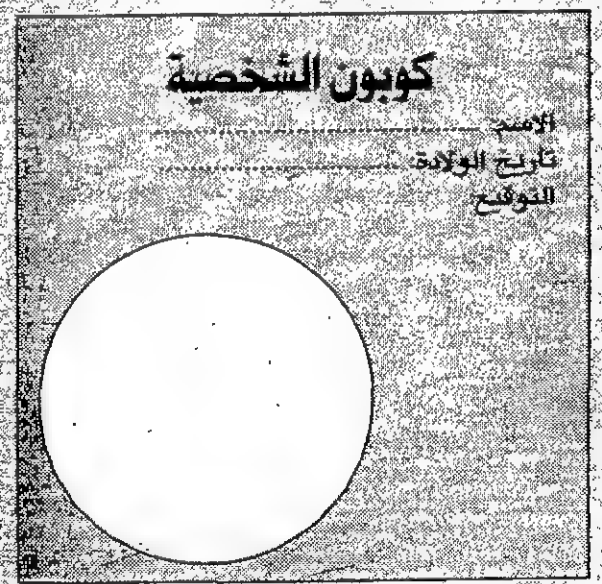 كوبون الشخصية
الاسم
تاريخ الولادة
التوقيع